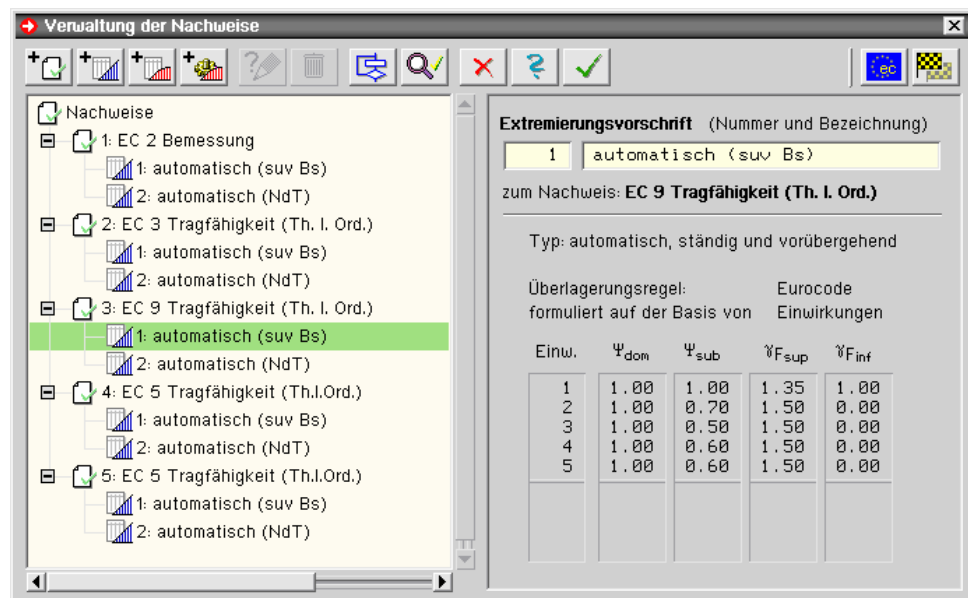 Verwaltung der Nachweise
ec
Nachweise
1: EC 2 Bemessung
1: automatisch (suv Bs)
2: automatisch (NdT)
2: EC 3 Tragfähigkeit (Th. I. Ord.)
1: automatisch (suv Bs)
2: automatisch (NdT)
3: EC 9 Tragfähigkeit (Th. I. Ord.)
1: automatisch (suv Bs)
2: automatisch (NdT)
4: EC 5 Tragfähigkeit (Th.I.Ord.)
1: automatisch (suv Bs)
2: automatisch (NdT)
5: EC 5 Tragfähigkeit (Th.I.Ord.)
1: automatisch (suv Bs)
2: automatisch (NdT)
Extremierungsvorschrift (Nummer und Bezeichnung)
1 automatisch (suv Bs)
zum Nachweis: EC 9 Tragfähigkeit (Th. I. Ord.)
Typ: automatisch, ständig und vorübergehend
Überlagerungsregel: Eurocode
formuliert auf der Basis von Einwirkungen
Einw. Ψdom Ψsub γFsup γFinf
1 1.00 1.00 1.35 1.00
2 1.00 0.70 1.50 0.00
3 1.00 0.50 1.50 0.00
4 1.00 0.60 1.50 0.00
5 1.00 0.60 1.50 0.00